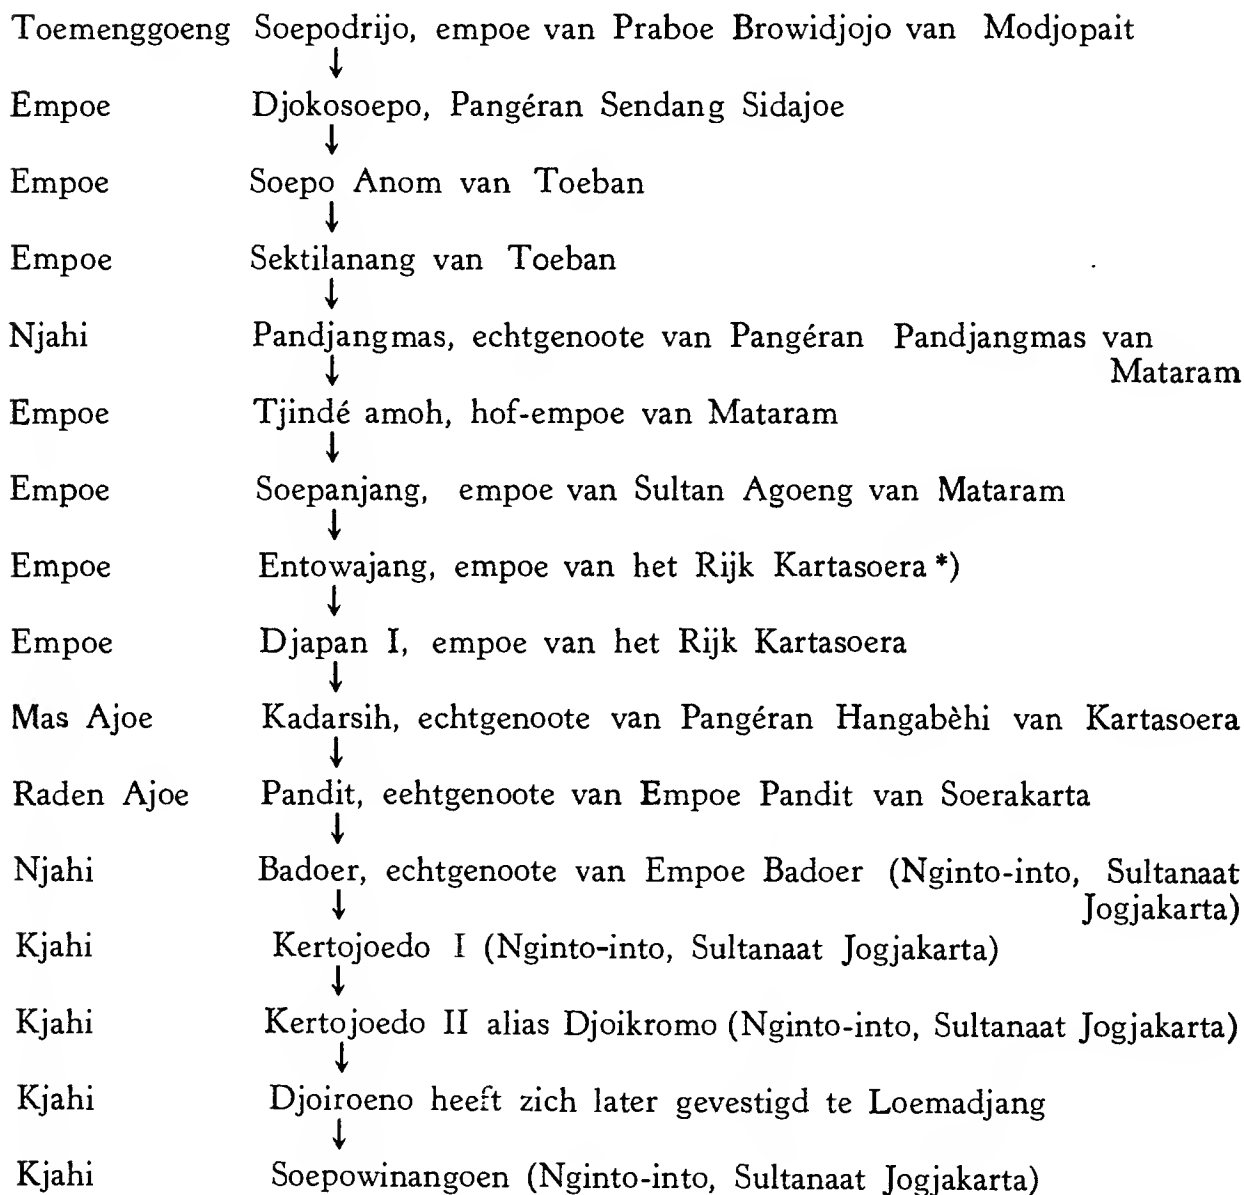 Toemenggoeng Soepodrijo, empoe van Praboe Browidjojo van Modjopait
↓
Empoe Djokosoepo, Pangéran Sendang Sidajoe
↓
Empoe Soepo Anom van Toeban
↓
Empoe Sektilanang van Toeban
↓
Njahi Pandjangmas, echtgenoote van Pangéran Pandjangmas van
Mataram
↓
Empoe Tjindé amoh, hof-empoe van Mataram
↓
Empoe Soepanjang, empoe van Sultan Agoeng van Mataram
↓
Empoe Entowajang, empoe van het Rijk Kartasoera *)
↓
Empoe Djapan I, empoe van het Rijk Kartasoera
↓
Mas Ajoe Kadarsih, echtgenoote van Pangéran Hangabèhi van Kartasoera
↓
Raden Ajoe Pandit, eehtgenoote van Empoe Pandit van Soerakarta
↓
Njahi Badoer, echtgenoote van Empoe Badoer (Nginto-into, Sultanaat
Jogjakarta)
↓
Kjahi Kertojoedo I (Nginto-into, Sultanaat Jogjakarta)
↓
Kjahi Kertojoedo II alias Djoikromo (Nginto-into, Sultanaat Jogjakarta)
↓
Kjahi Djoiroeno heeft zich later gevestigd te Loemadjang
↓
Kjahi Soepowinangoen (Nginto-into, Sultanaat Jogjakarta)